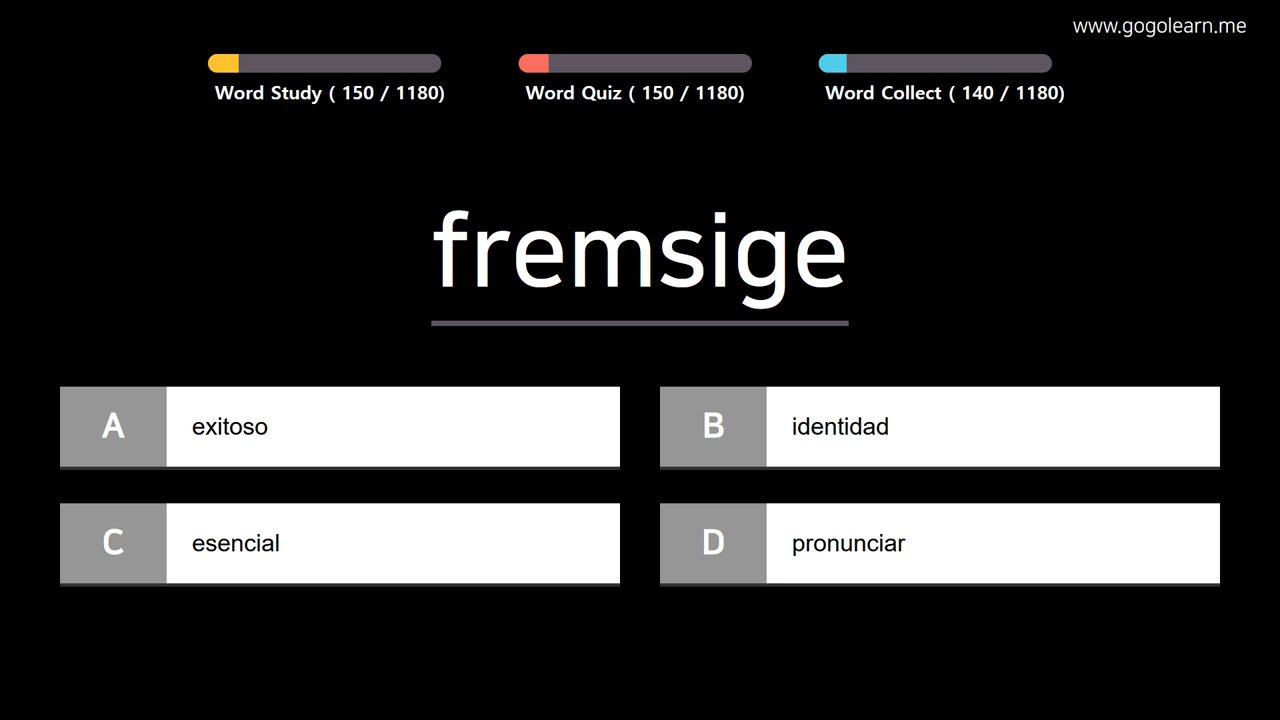 www.gogolearn.me
Word Study ( 150 / 1180)
Word Quiz ( 150 / 1180)
Word Collect ( 140 / 1180)
fremsige
A exitoso
B identidad
C esencial
D pronunciar